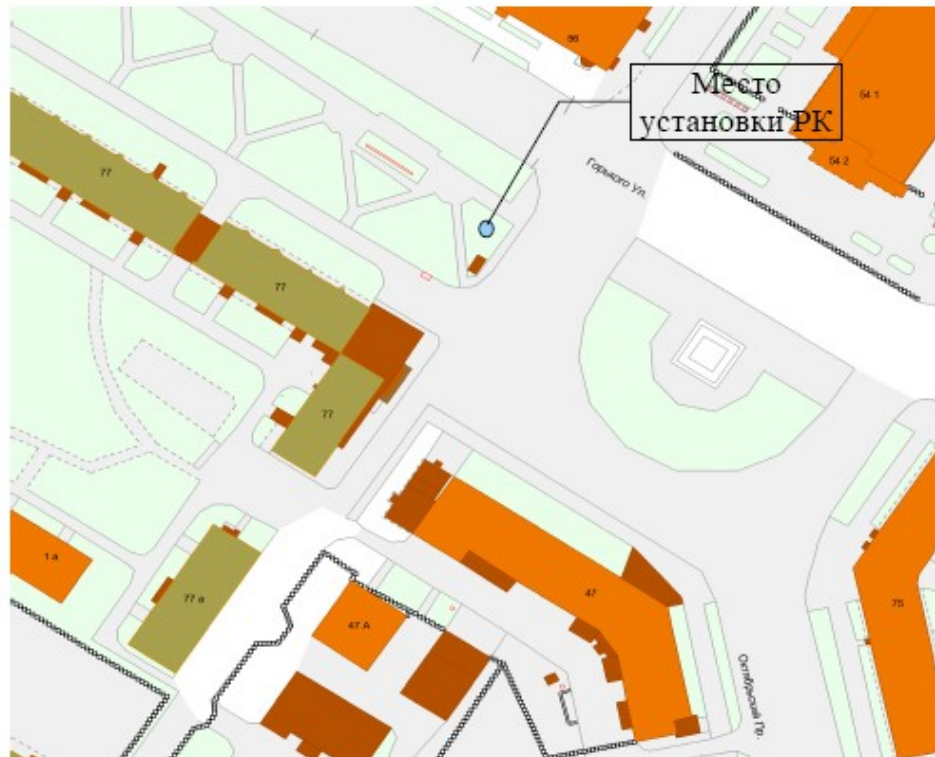 66
Место
установки РК
54 1
54 2
Горького Ул.
77
77
77
1 а
77 а
47 А
47
75
Октябрьский Пр.